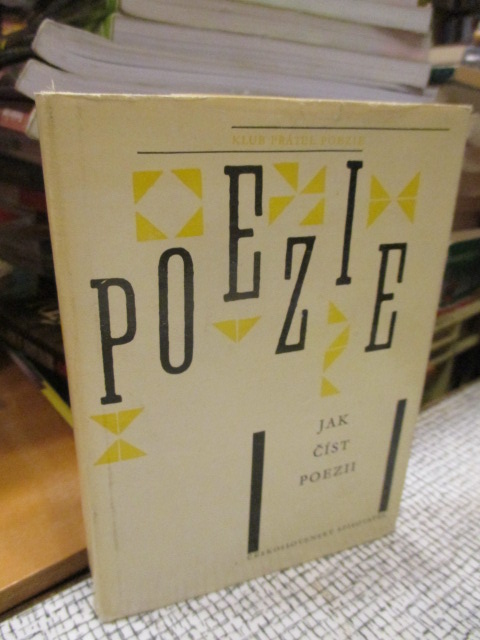 KLUB PŘÁTEL POEZIE
POEZIE
JAK
ČÍST
POEZII
ČESKOSLOVENSKÝ SPISOVATEL